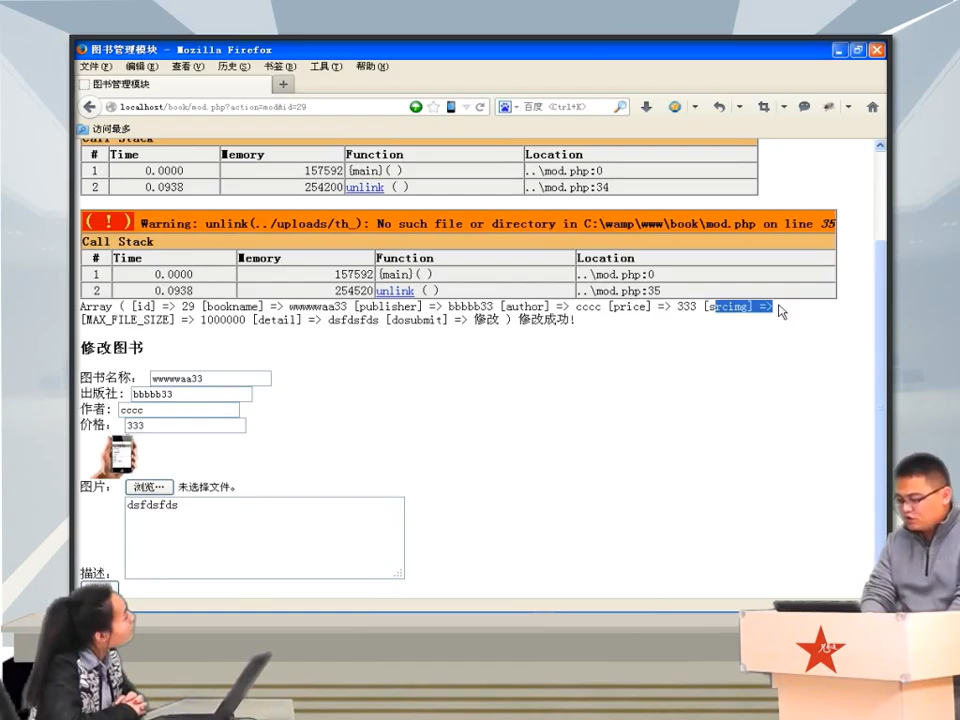 图书管理模块 - Mozilla Firefox
文件(F) 编辑(E) 查看(V) 历史(S) 书签(B) 工具(T) 帮助(H)
图书管理模块
localhost/book/mod.php?action=mod&id=29
百度 <Ctrl+K>
访问最多
Call Stack
# Time Memory Function Location
1 0.0000 157592 {main}( ) ..\mod.php:0
2 0.0938 254200 unlink ( ) ..\mod.php:34
( ! ) Warning: unlink(../uploads/th_): No such file or directory in C:\wamp\www\book\mod.php on line 35
Call Stack
# Time Memory Function Location
1 0.0000 157592 {main}( ) ..\mod.php:0
2 0.0938 254520 unlink ( ) ..\mod.php:35
Array ( [id] => 29 [bookname] => wwwwwaa33 [publisher] => bbbbb33 [author] => cccc [price] => 333 [srcimg] =>
[MAX_FILE_SIZE] => 1000000 [detail] => dsfdsfds [dosubmit] => 修改 ) 修改成功!
修改图书
图书名称: wwwwwaa33
出版社: bbbbb33
作者: cccc
价格: 333
图片: 浏览… 未选择文件。
dsfdsfds
描述: